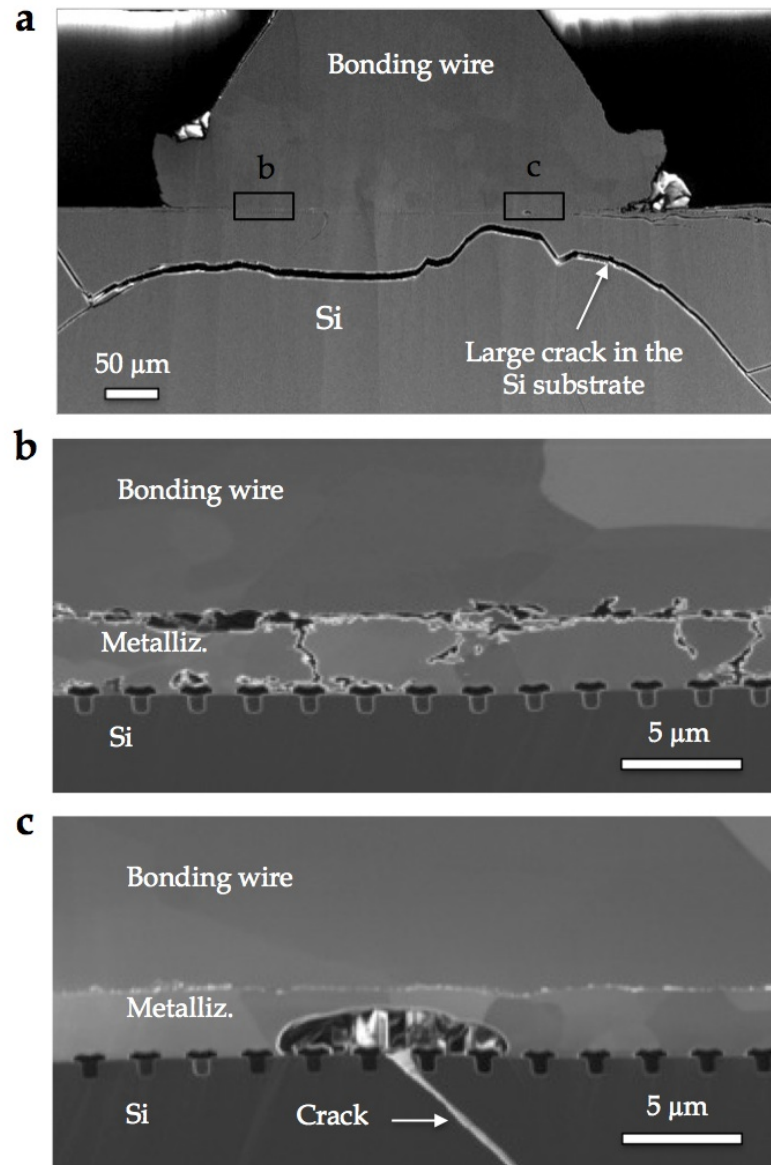 a
Bonding wire
b
c
Si
50 µm
Large crack in the
Si substrate
b
Bonding wire
Metalliz.
Si
5 µm
c
Bonding wire
Metalliz.
Si
Crack
5 µm